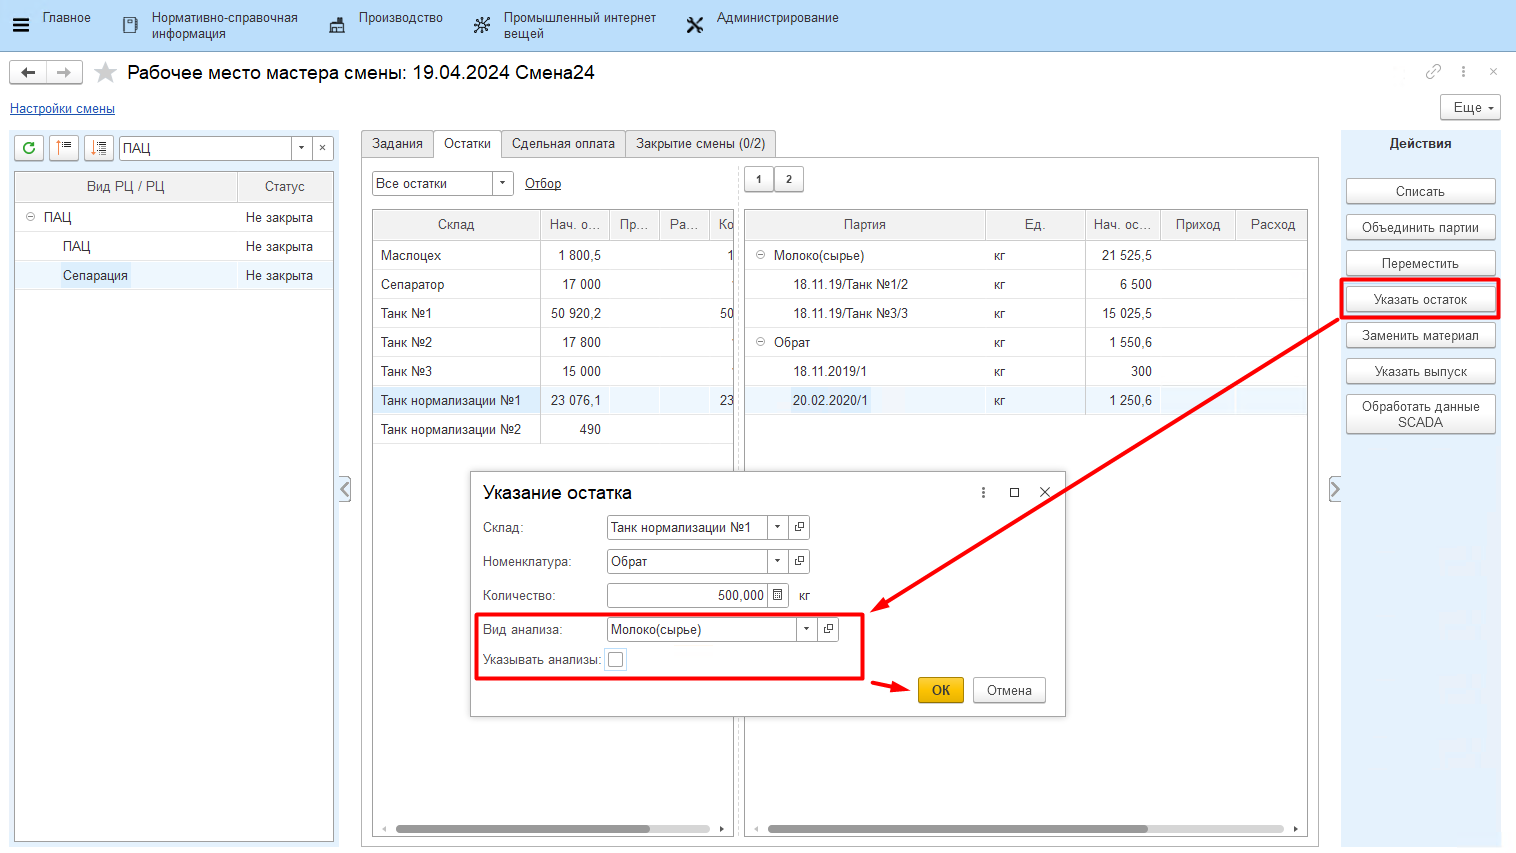 Главное
Нормативно-справочная
информация
Производство
Промышленный интернет
вещей
Администрирование
Рабочее место мастера смены: 19.04.2024 Смена24
Настройки смены
Еще
ПАЦ
Вид РЦ / РЦ Статус
ПАЦ Не закрыта
ПАЦ Не закрыта
Сепарация Не закрыта
Задания Остатки Сдельная оплата Закрытие смены (0/2)
Все остатки Отбор
Склад Нач. о... Пр... Ра... Ко
Маслоцех 1 800,5 1
Сепаратор 17 000
Танк №1 50 920,2 50
Танк №2 17 800
Танк №3 15 000
Танк нормализации №1 23 076,1 23
Танк нормализации №2 490
1 2
Партия Ед. Нач. ос... Приход Расход
Молоко(сырье) кг 21 525,5
18.11.19/Танк №1/2 кг 6 500
18.11.19/Танк №3/3 кг 15 025,5
Обрат кг 1 550,6
18.11.2019/1 кг 300
20.02.2020/1 кг 1 250,6
Указание остатка
Склад: Танк нормализации №1
Номенклатура: Обрат
Количество: 500,000 кг
Вид анализа: Молоко(сырье)
Указывать анализы:
ОК Отмена
Действия
Списать
Объединить партии
Переместить
Указать остаток
Заменить материал
Указать выпуск
Обработать данные
SCADA